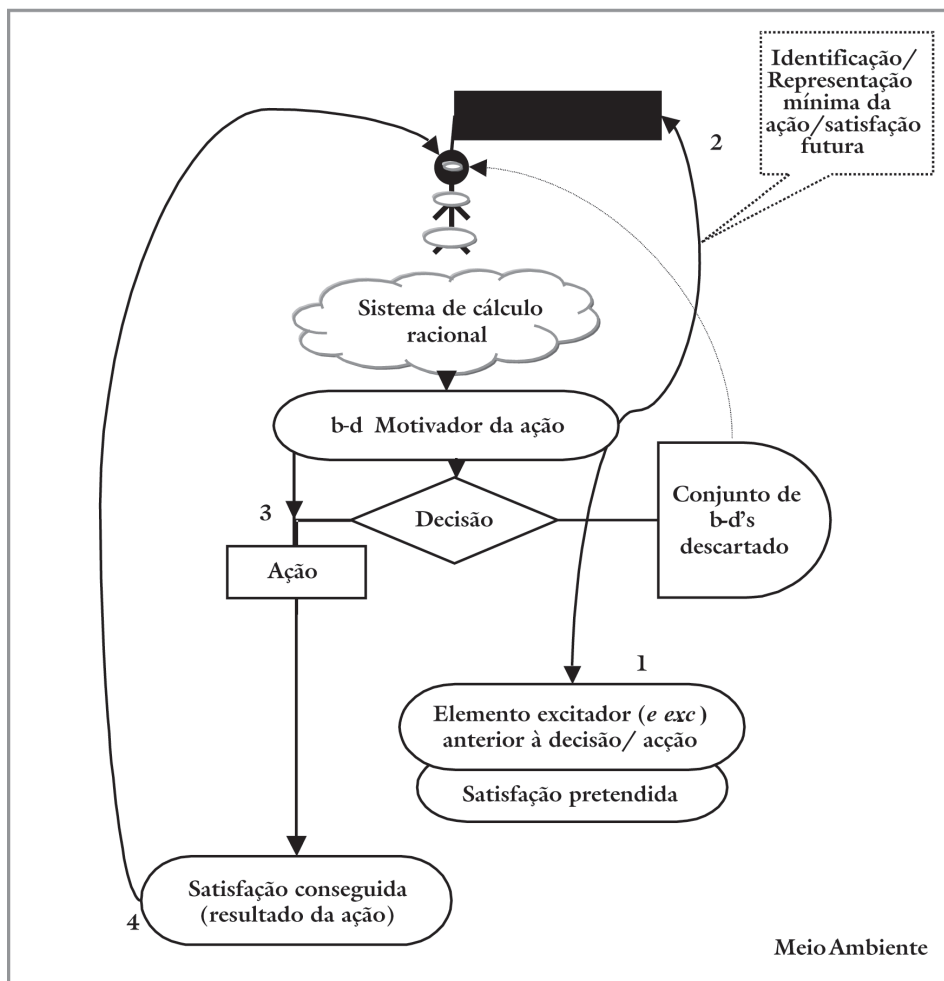 Identificação/
Representação
mínima da
ação/satisfação
futura
2
Sistema de cálculo
racional
b-d Motivador da ação
3
Decisão
Conjunto de
b-d's
descartado
Ação
1
Elemento excitador (e exc )
anterior à decisão/ acção
Satisfação pretendida
Satisfação conseguida
(resultado da ação)
4
Meio Ambiente